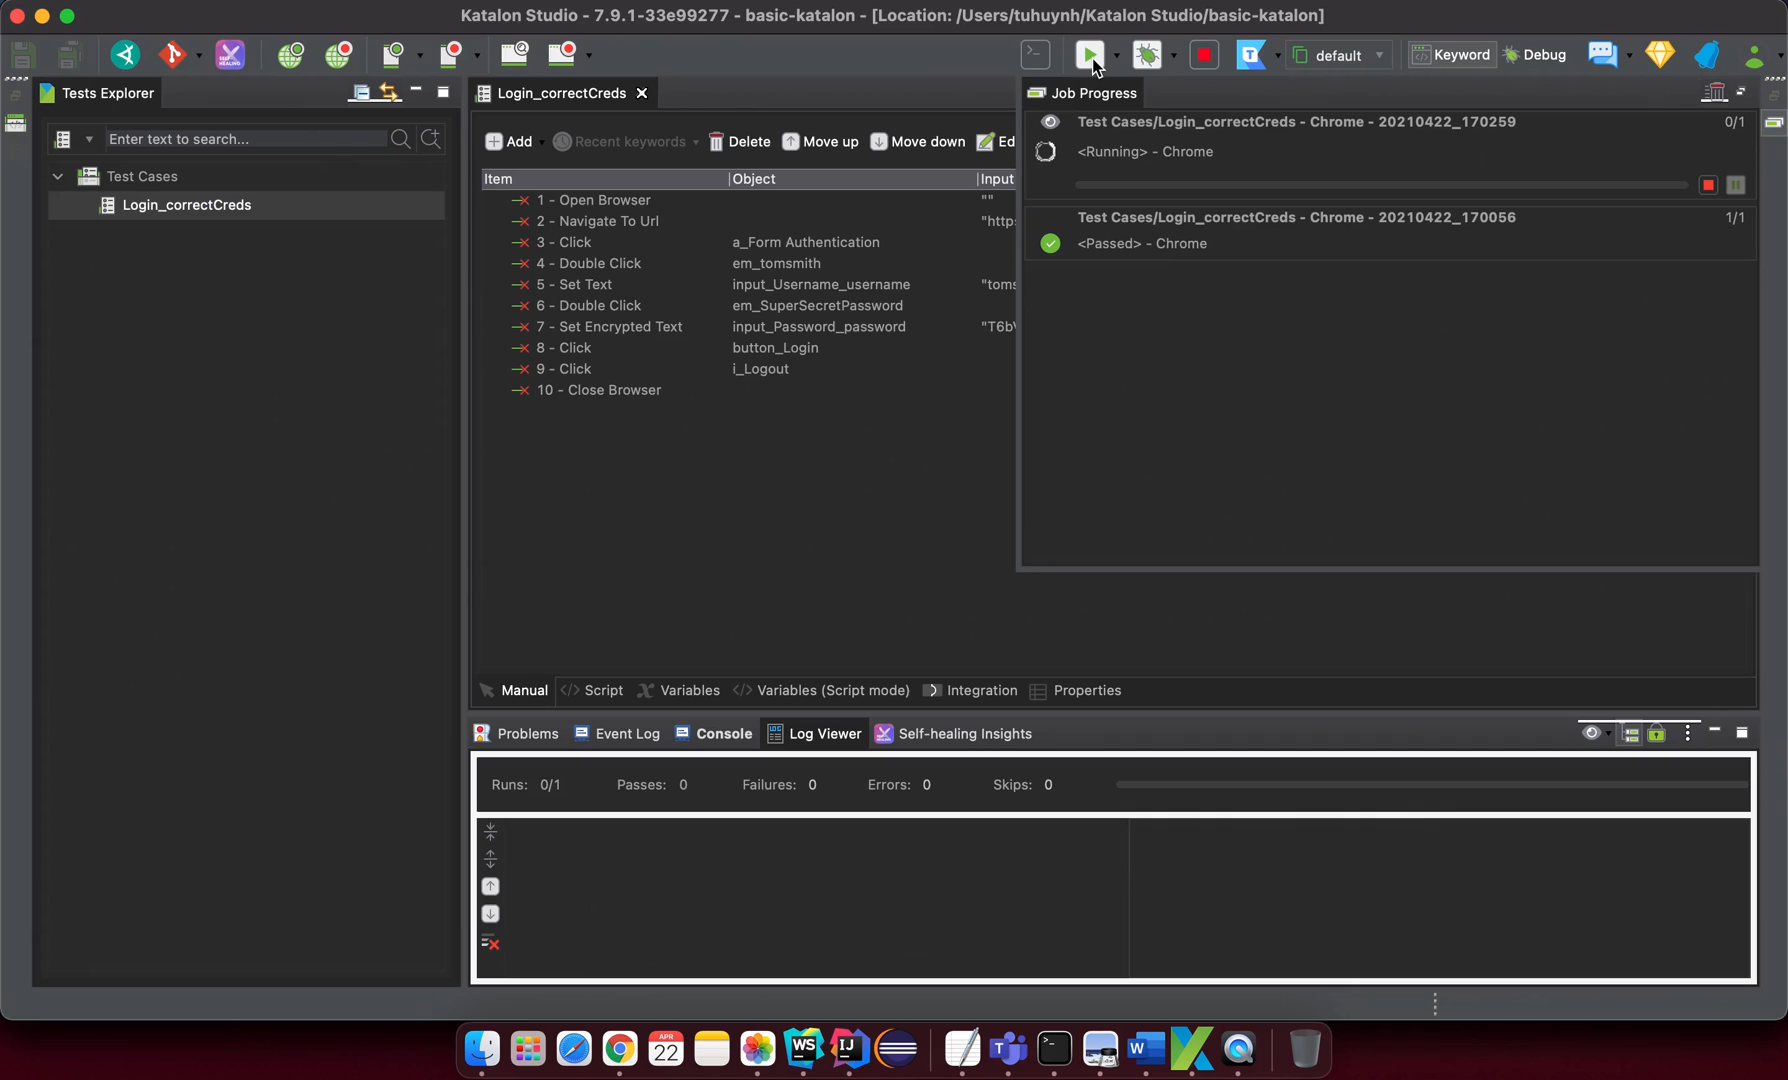 Katalon Studio - 7.9.1-33e99277 - basic-katalon - [Location: /Users/tuhuynh/Katalon Studio/basic-katalon]
SELF HEALING
default
Keyword
Debug
Tests Explorer
Login_correctCreds
Job Progress
Enter text to search...
Test Cases
Login_correctCreds
Add
Recent keywords
Delete
Move up
Move down
Ed
Item
Object
Input
1 - Open Browser
""
2 - Navigate To Url
"http:
3 - Click
a_Form Authentication
4 - Double Click
em_tomsmith
5 - Set Text
input_Username_username
"toms
6 - Double Click
em_SuperSecretPassword
7 - Set Encrypted Text
input_Password_password
8 - Click
button_Login
9 - Click
i_Logout
10 - Close Browser
Test Cases/Login_correctCreds - Chrome - 20210422_170259
0/1
<Running> - Chrome
Test Cases/Login_correctCreds - Chrome - 20210422_170056
1/1
<Passed> - Chrome
Manual
Script
Variables
Variables (Script mode)
Integration
Properties
Problems
Event Log
Console
Log Viewer
Self-healing Insights
Runs: 0/1
Passes: 0
Failures: 0
Errors: 0
Skips: 0
APR
22
WS
IJ